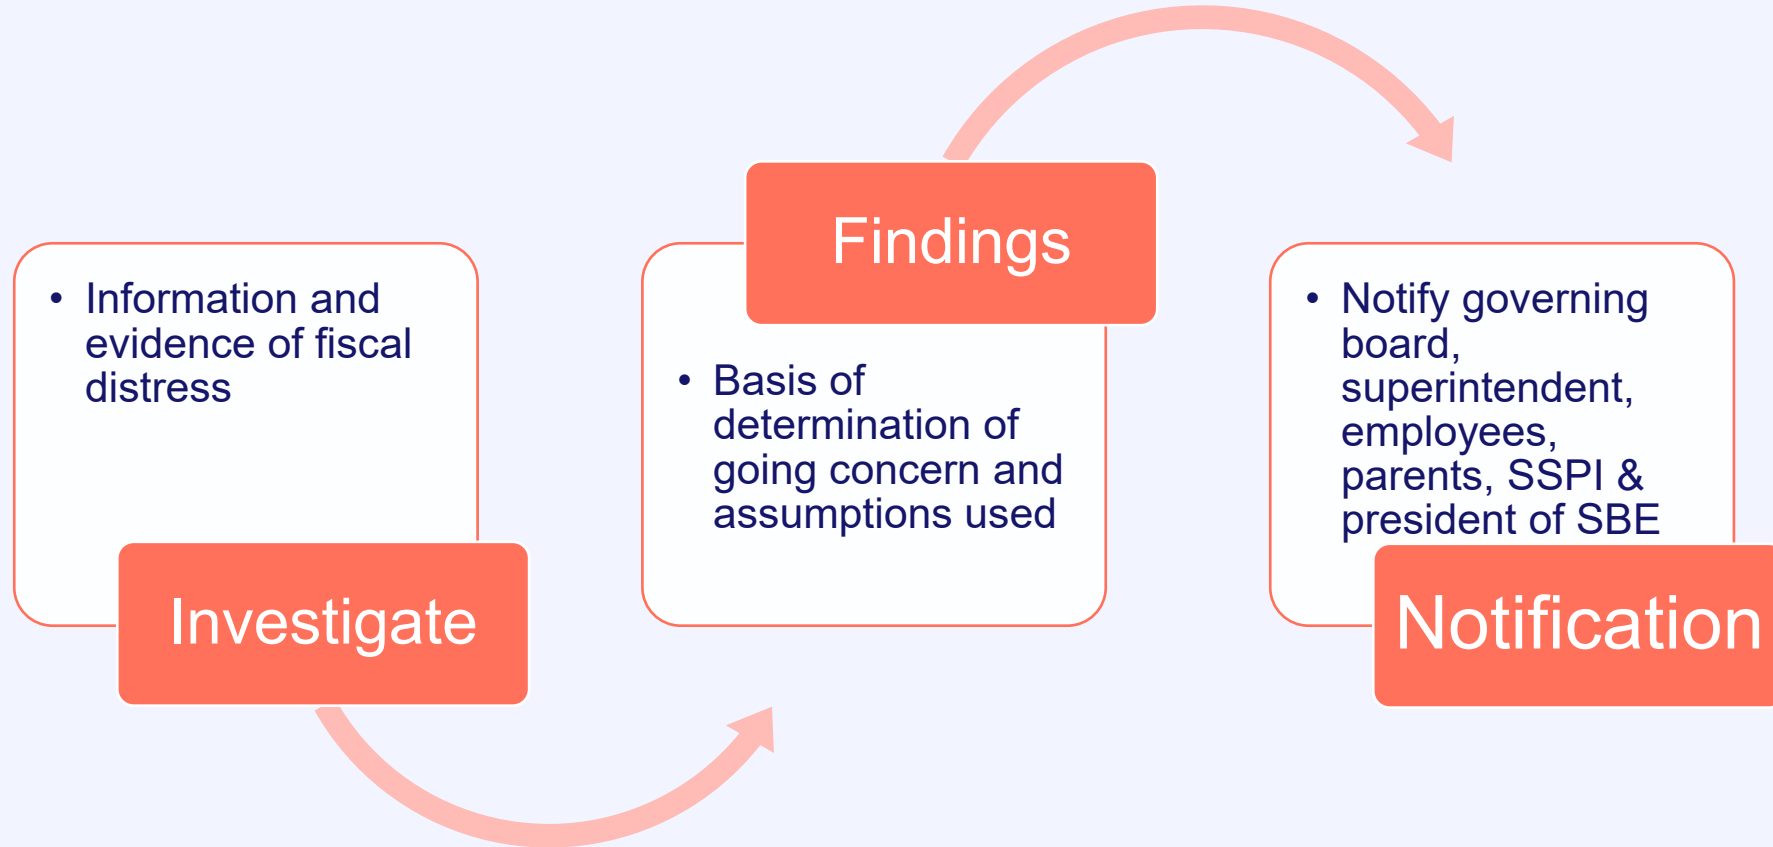 • Information and
evidence of fiscal
distress
Investigate
Findings
• Basis of
determination of
going concern and
assumptions used
• Notify governing
board,
superintendent,
employees,
parents, SSPI &
president of SBE
Notification